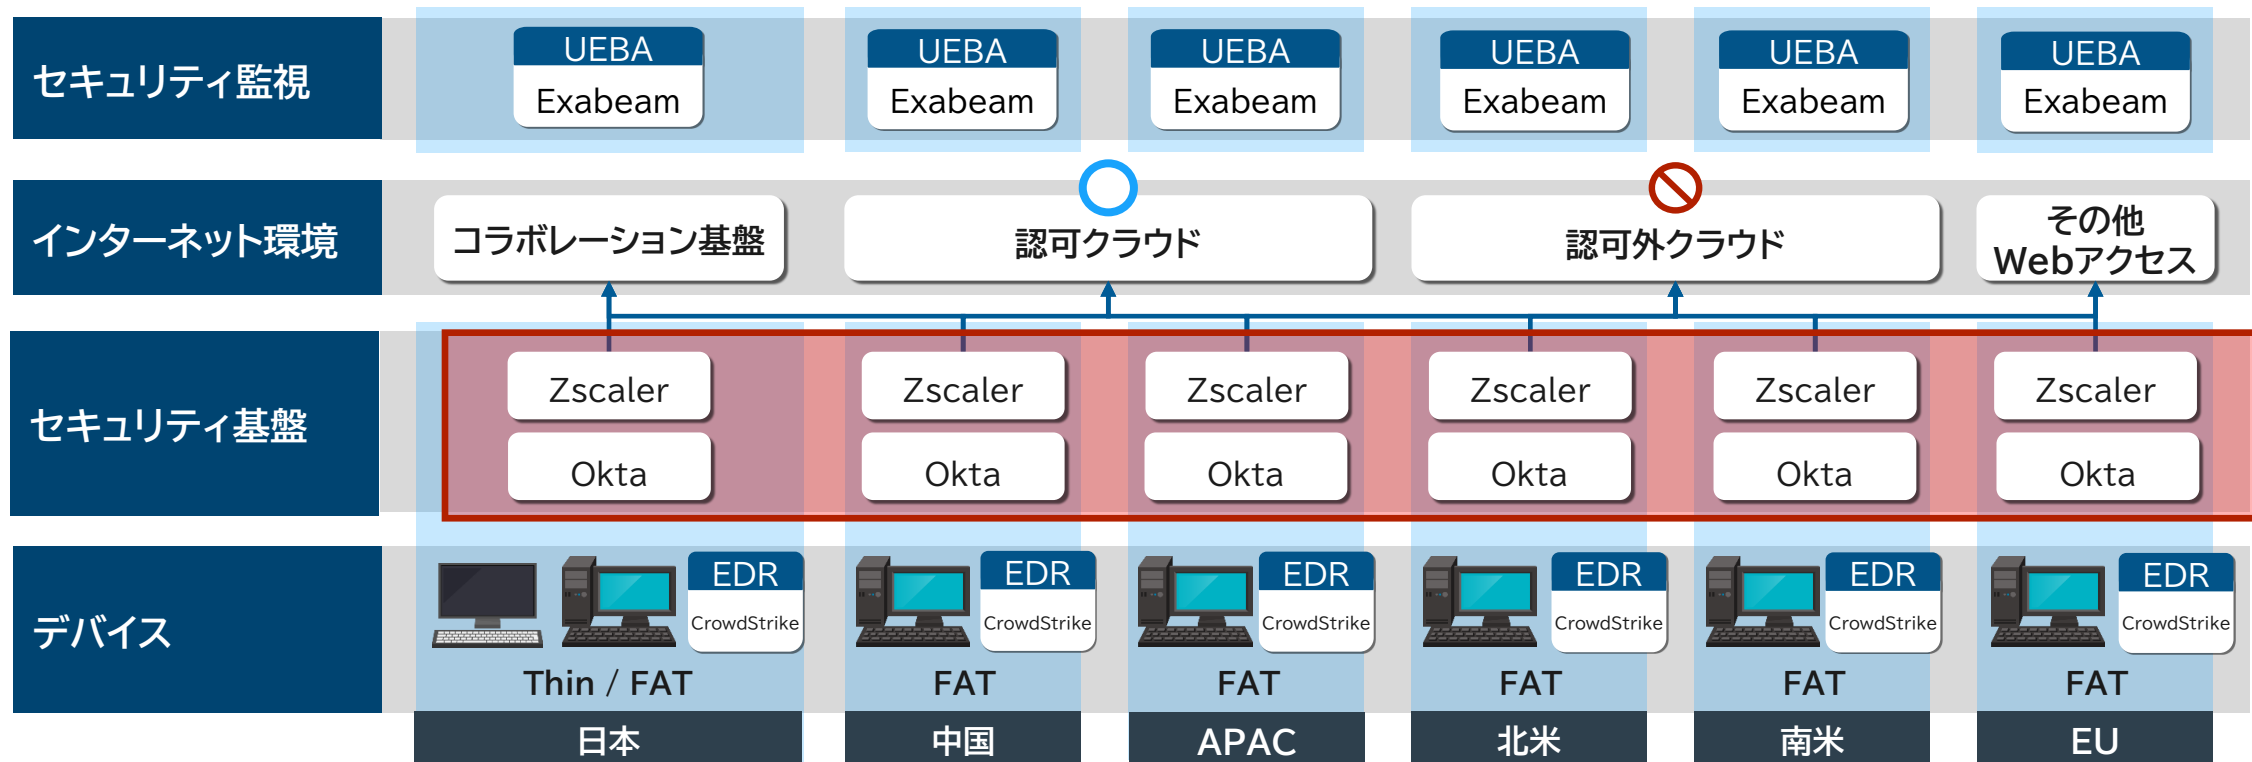 セキュリティ監視
UEBA
Exabeam
UEBA
Exabeam
UEBA
Exabeam
UEBA
Exabeam
UEBA
Exabeam
UEBA
Exabeam
インターネット環境
コラボレーション基盤
認可クラウド
認可外クラウド
その他
Webアクセス
セキュリティ基盤
Zscaler
Zscaler
Zscaler
Zscaler
Zscaler
Zscaler
Okta
Okta
Okta
Okta
Okta
Okta
デバイス
EDR
CrowdStrike
EDR
CrowdStrike
EDR
CrowdStrike
EDR
CrowdStrike
EDR
CrowdStrike
EDR
CrowdStrike
Thin / FAT
FAT
FAT
FAT
FAT
FAT
日本
中国
APAC
北米
南米
EU